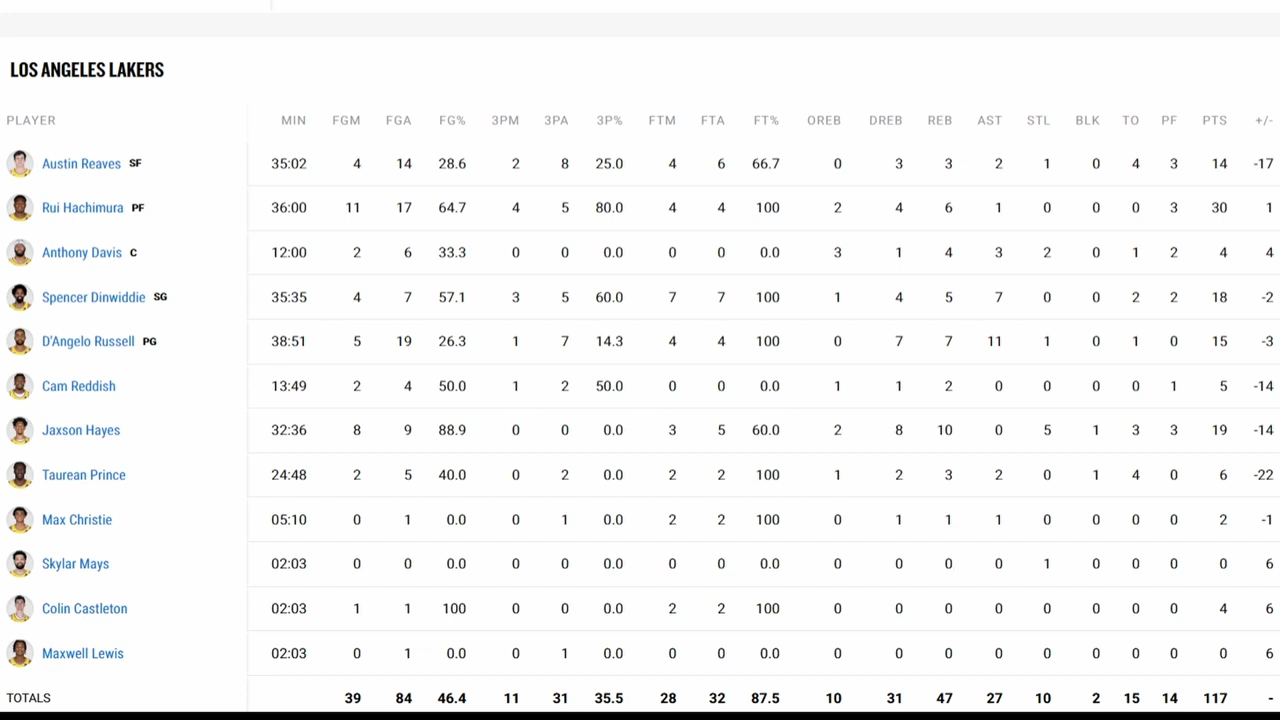 LOS ANGELES LAKERS
PLAYER MIN FGM FGA FG% 3PM 3PA 3P% FTM FTA FT% OREB DREB REB AST STL BLK TO PF PTS +/-
Austin Reaves SF 35:02 4 14 28.6 2 8 25.0 4 6 66.7 0 3 3 2 1 0 4 3 14 -17
Rui Hachimura PF 36:00 11 17 64.7 4 5 80.0 4 4 100 2 4 6 1 0 0 0 3 30 1
Anthony Davis C 12:00 2 6 33.3 0 0 0.0 0 0 0.0 3 1 4 3 2 0 1 2 4 4
Spencer Dinwiddie SG 35:35 4 7 57.1 3 5 60.0 7 7 100 1 4 5 7 0 0 2 2 18 -2
D'Angelo Russell PG 38:51 5 19 26.3 1 7 14.3 4 4 100 0 7 7 11 1 0 1 0 15 -3
Cam Reddish 13:49 2 4 50.0 1 2 50.0 0 0 0.0 1 1 2 0 0 0 0 1 5 -14
Jaxson Hayes 32:36 8 9 88.9 0 0 0.0 3 5 60.0 2 8 10 0 5 1 3 3 19 -14
Taurean Prince 24:48 2 5 40.0 0 2 0.0 2 2 100 1 2 3 2 0 1 4 0 6 -22
Max Christie 05:10 0 1 0.0 0 1 0.0 2 2 100 0 1 1 1 0 0 0 0 2 -1
Skylar Mays 02:03 0 0 0.0 0 0 0.0 0 0 0.0 0 0 0 0 1 0 0 0 0 6
Colin Castleton 02:03 1 1 100 0 0 0.0 2 2 100 0 0 0 0 0 0 0 0 4 6
Maxwell Lewis 02:03 0 1 0.0 0 1 0.0 0 0 0.0 0 0 0 0 0 0 0 0 0 6
TOTALS 39 84 46.4 11 31 35.5 28 32 87.5 10 31 47 27 10 2 15 14 117 -